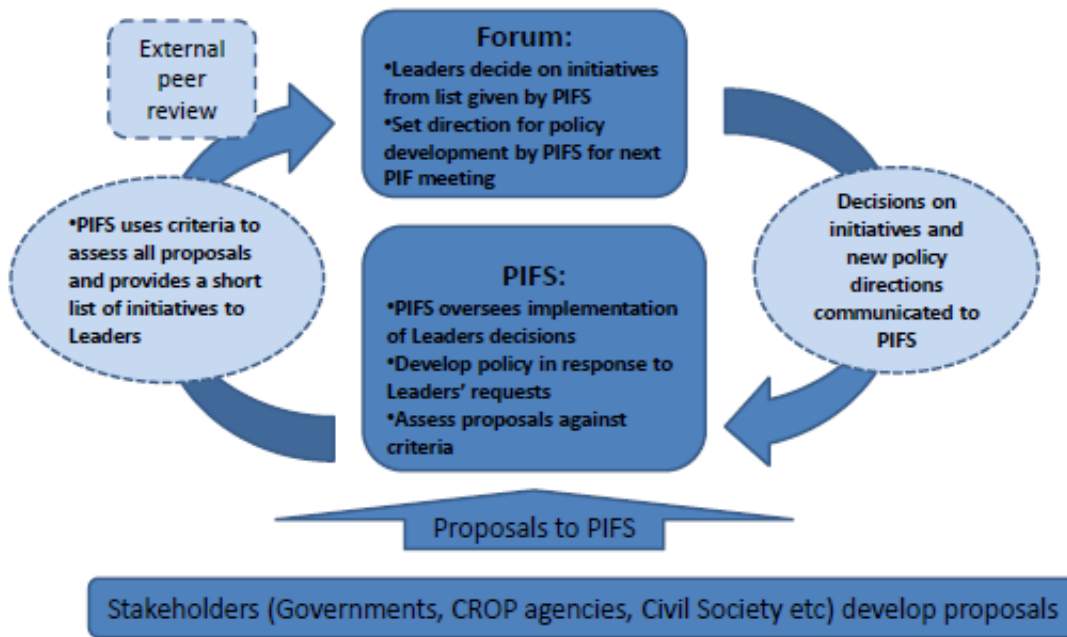 External
peer
review
Forum:
•Leaders decide on initiatives
from list given by PIFS
•Set direction for policy
development by PIFS for next
PIF meeting
•PIFS uses criteria to
assess all proposals
and provides a short
list of initiatives to
Leaders
PIFS:
•PIFS oversees implementation
of Leaders decisions
•Develop policy in response to
Leaders' requests
•Assess proposals against
criteria
Decisions on
initiatives and
new policy
directions
communicated to
PIFS
Proposals to PIFS
Stakeholders (Governments, CROP agencies, Civil Society etc) develop proposals